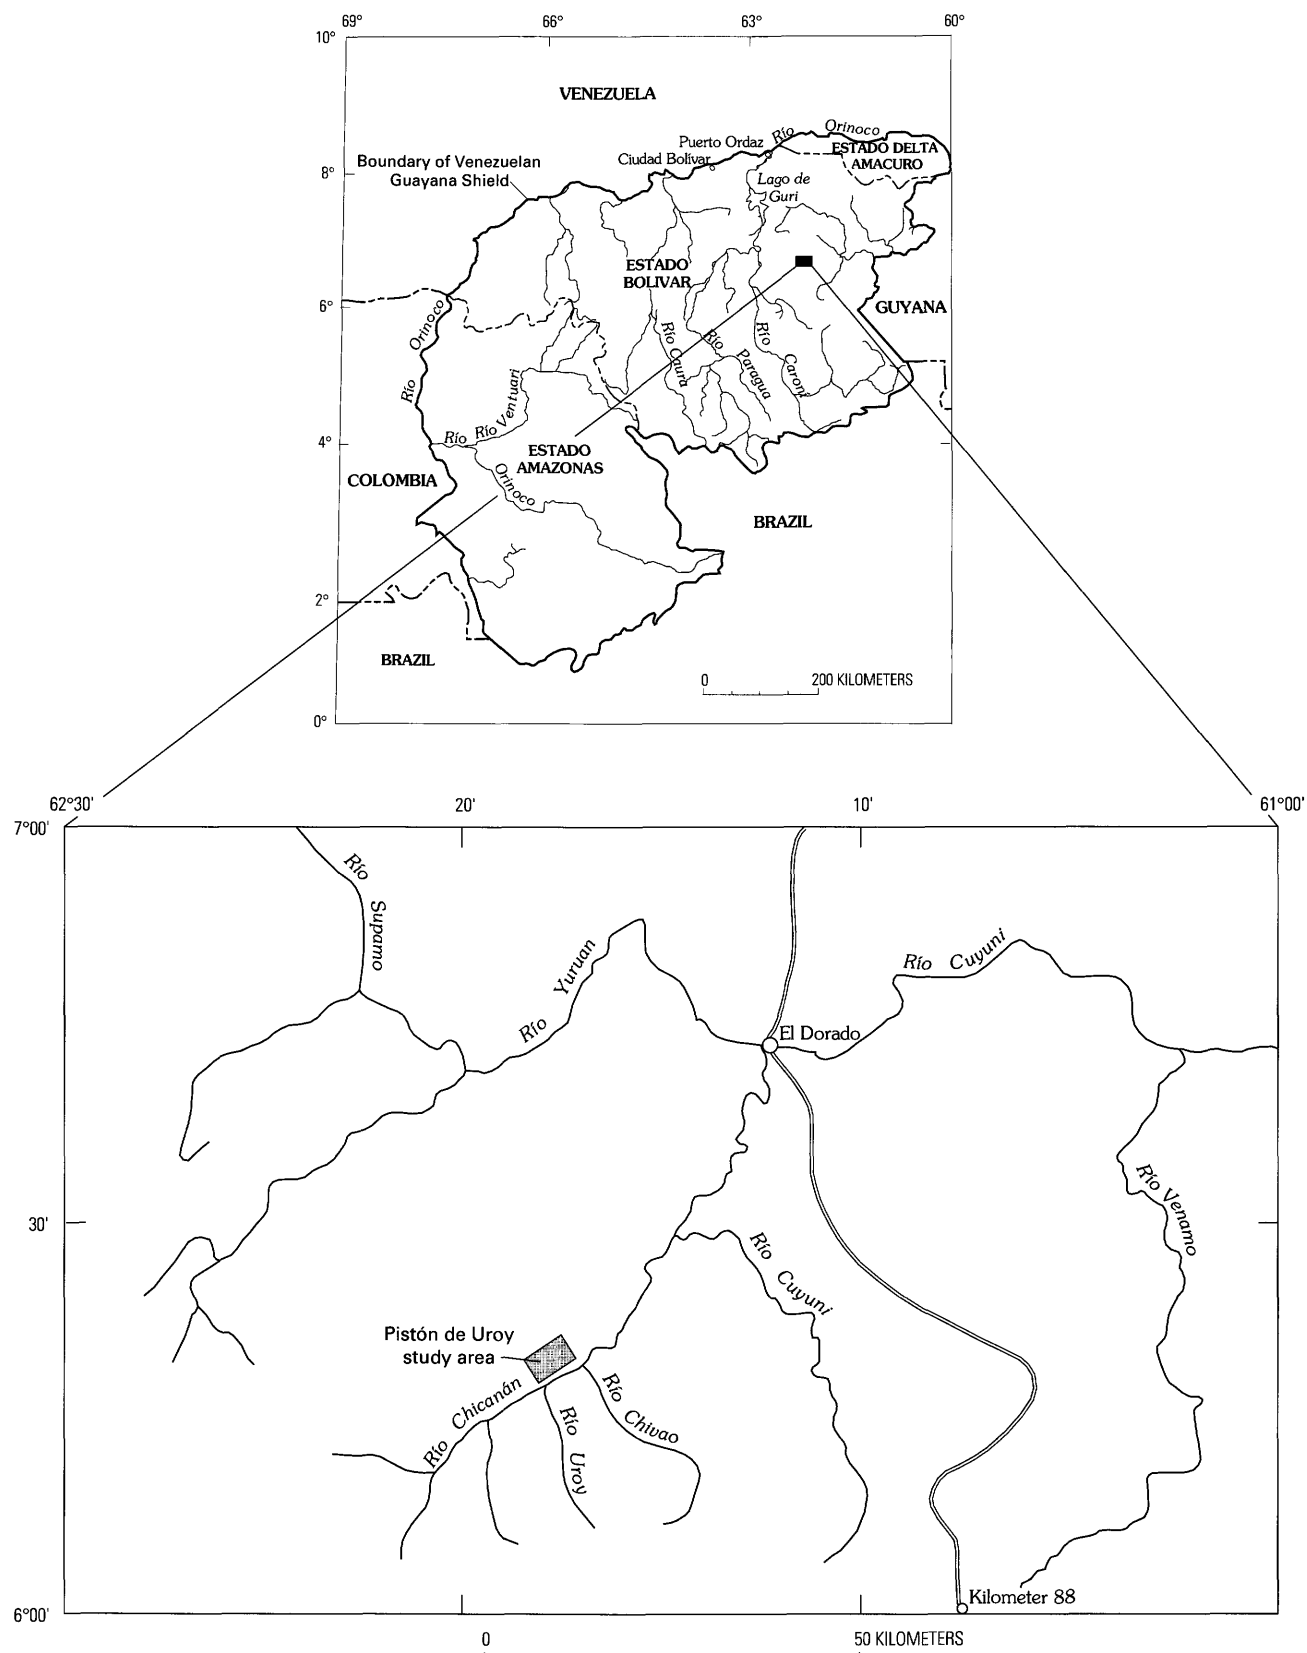 69°
66°
63°
60°
10°
VENEZUELA
Río Orinoco
Puerto Ordaz
ESTADO DELTA
AMACURO
Ciudad Bolívar
Boundary of Venezuelan
Guayana Shield
8°
Lago de
Guri
ESTADO
BOLIVAR
6°
GUYANA
Río Orinoco
Río Caura
Río Paragua
Río Caroní
Río Ventuari
4°
Río Orinoco
ESTADO
AMAZONAS
COLOMBIA
BRAZIL
2°
BRAZIL
0 200 KILOMETERS
0°
62°30'
20'
10'
61°00'
7°00'
Río Supamo
Río Yuruan
Río Cuyuni
El Dorado
Río Venamo
30'
Río Cuyuni
Pistón de Uroy
study area
Río Chicanán
Río Chivao
Río Uroy
Kilometer 88
6°00'
0 50 KILOMETERS